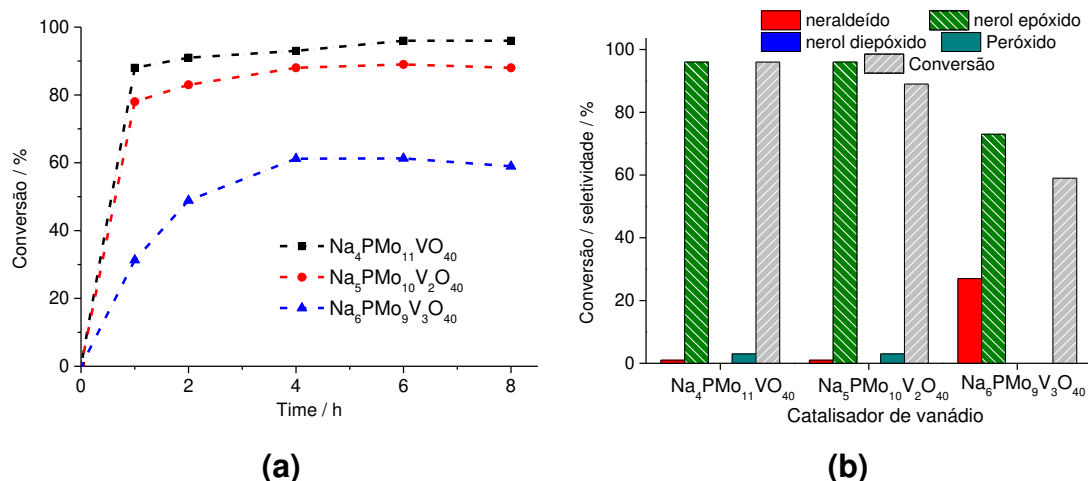 100
80
60
40
20
0
Conversão / %
0 2 4 6 8
Time / h
Na₄PMo₁₁VO₄₀
Na₅PMo₁₀V₂O₄₀
Na₆PMo₉V₃O₄₀
(a)
neraldeído nerol epóxido
nerol diepóxido Peróxido
Conversão
100
80
60
40
20
0
Conversão / seletividade / %
Na₄PMo₁₁VO₄₀ Na₅PMo₁₀V₂O₄₀ Na₆PMo₉V₃O₄₀
Catalisador de vanádio
(b)